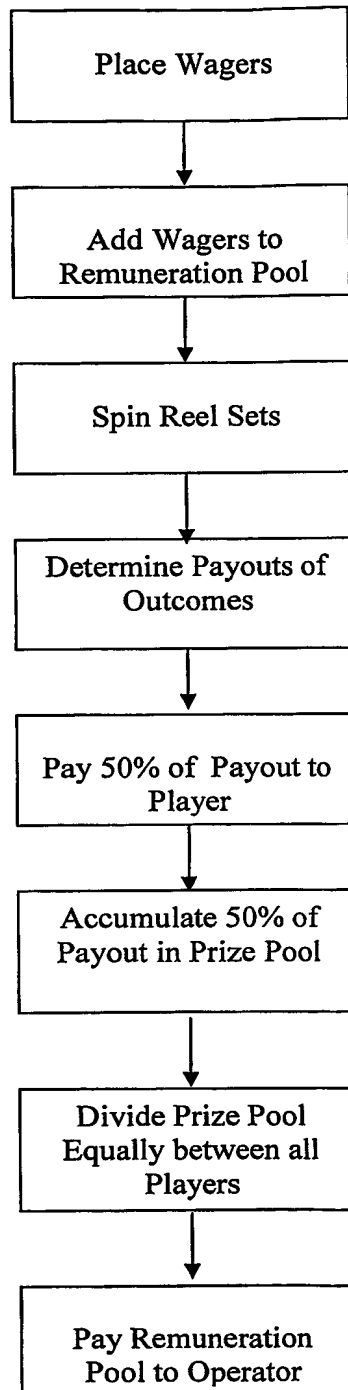 Place Wagers
Add Wagers to
Remuneration Pool
Spin Reel Sets
Determine Payouts of
Outcomes
Pay 50% of Payout to
Player
Accumulate 50% of
Payout in Prize Pool
Divide Prize Pool
Equally between all
Players
Pay Remuneration
Pool to Operator